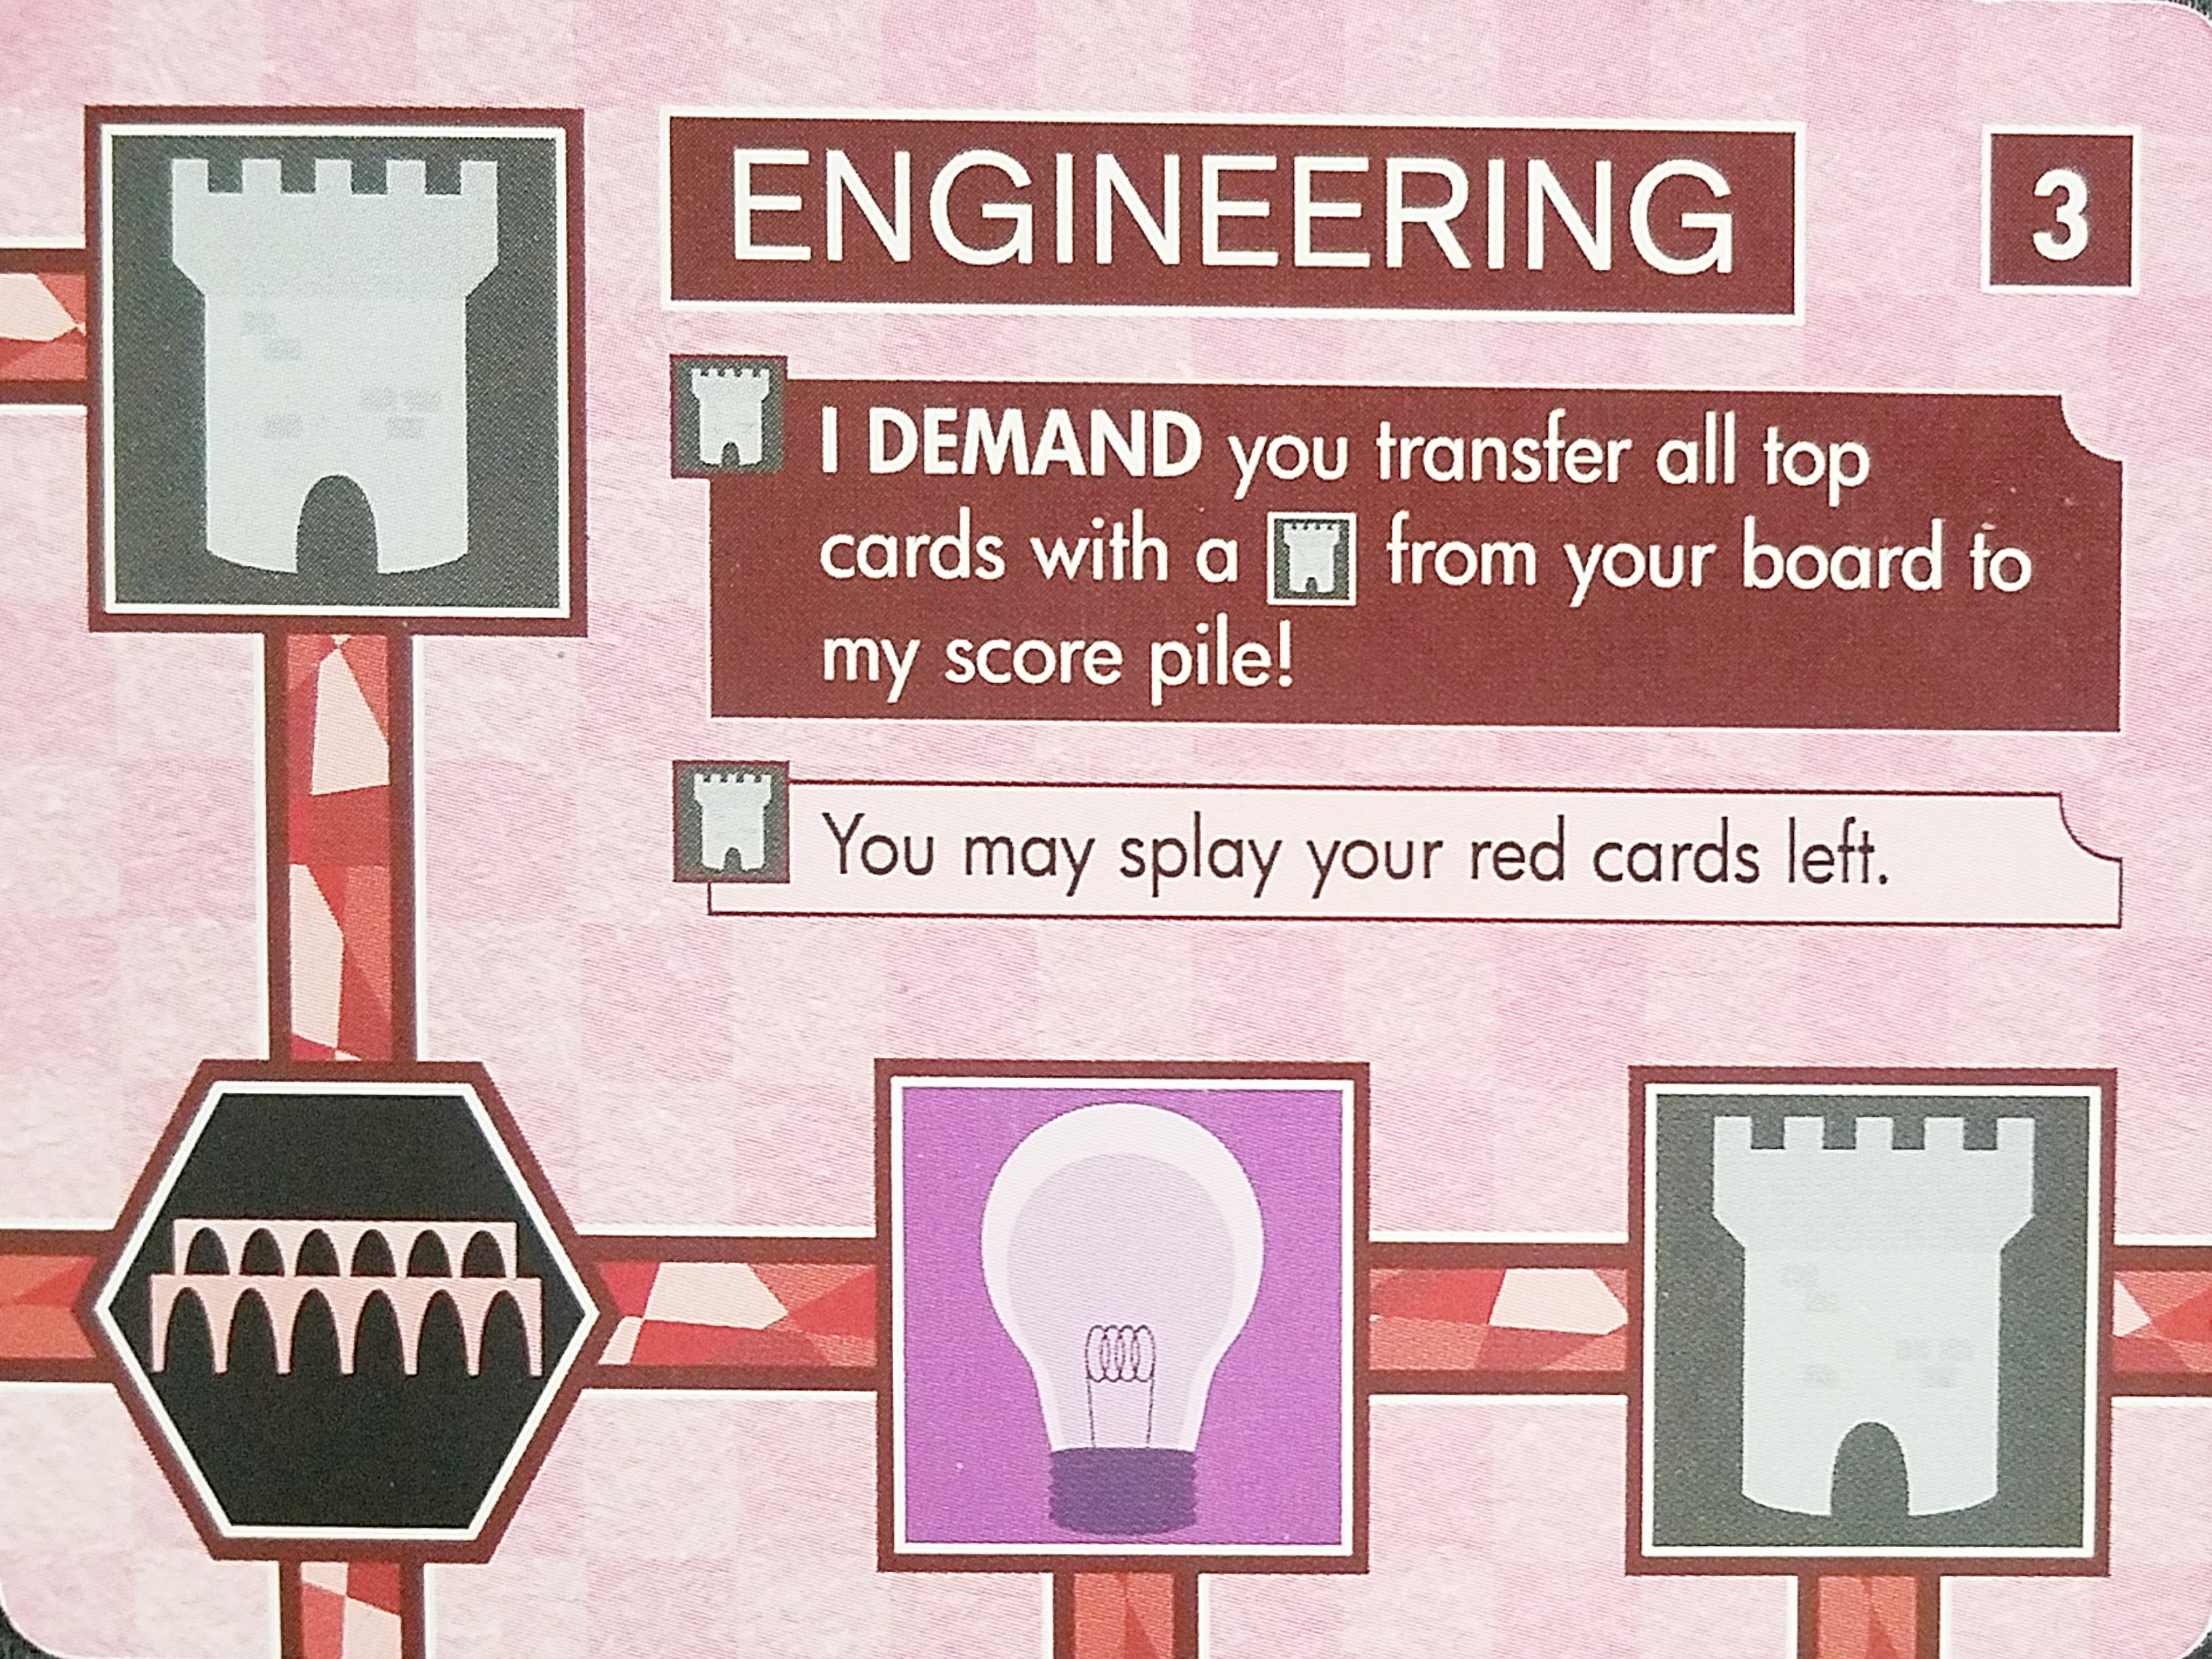 ENGINEERING
3
I DEMAND you transfer all top
cards with a from your board to
my score pile!
You may splay your red cards left.